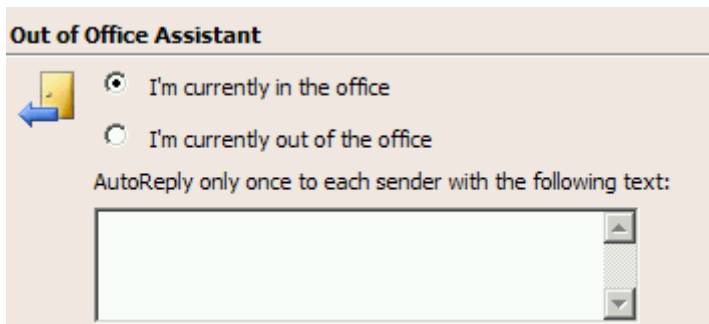 Out of Office Assistant
I'm currently in the office
I'm currently out of the office
AutoReply only once to each sender with the following text: